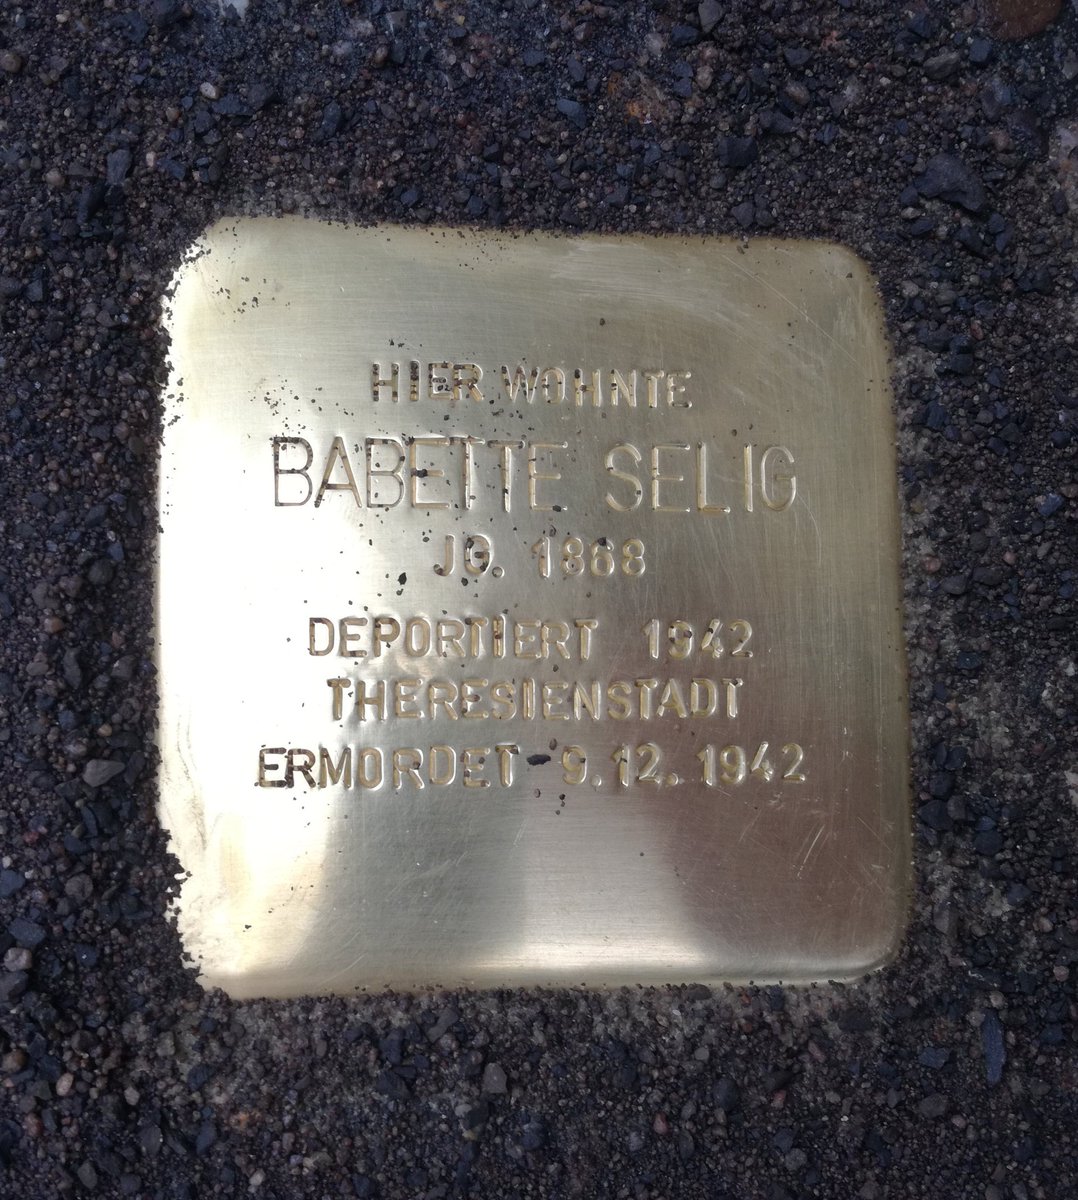 HIER WOHNTE
BABETTE SELIG
JG. 1868
DEPORTIERT 1942
THERESIENSTADT
ERMORDET 9.12.1942